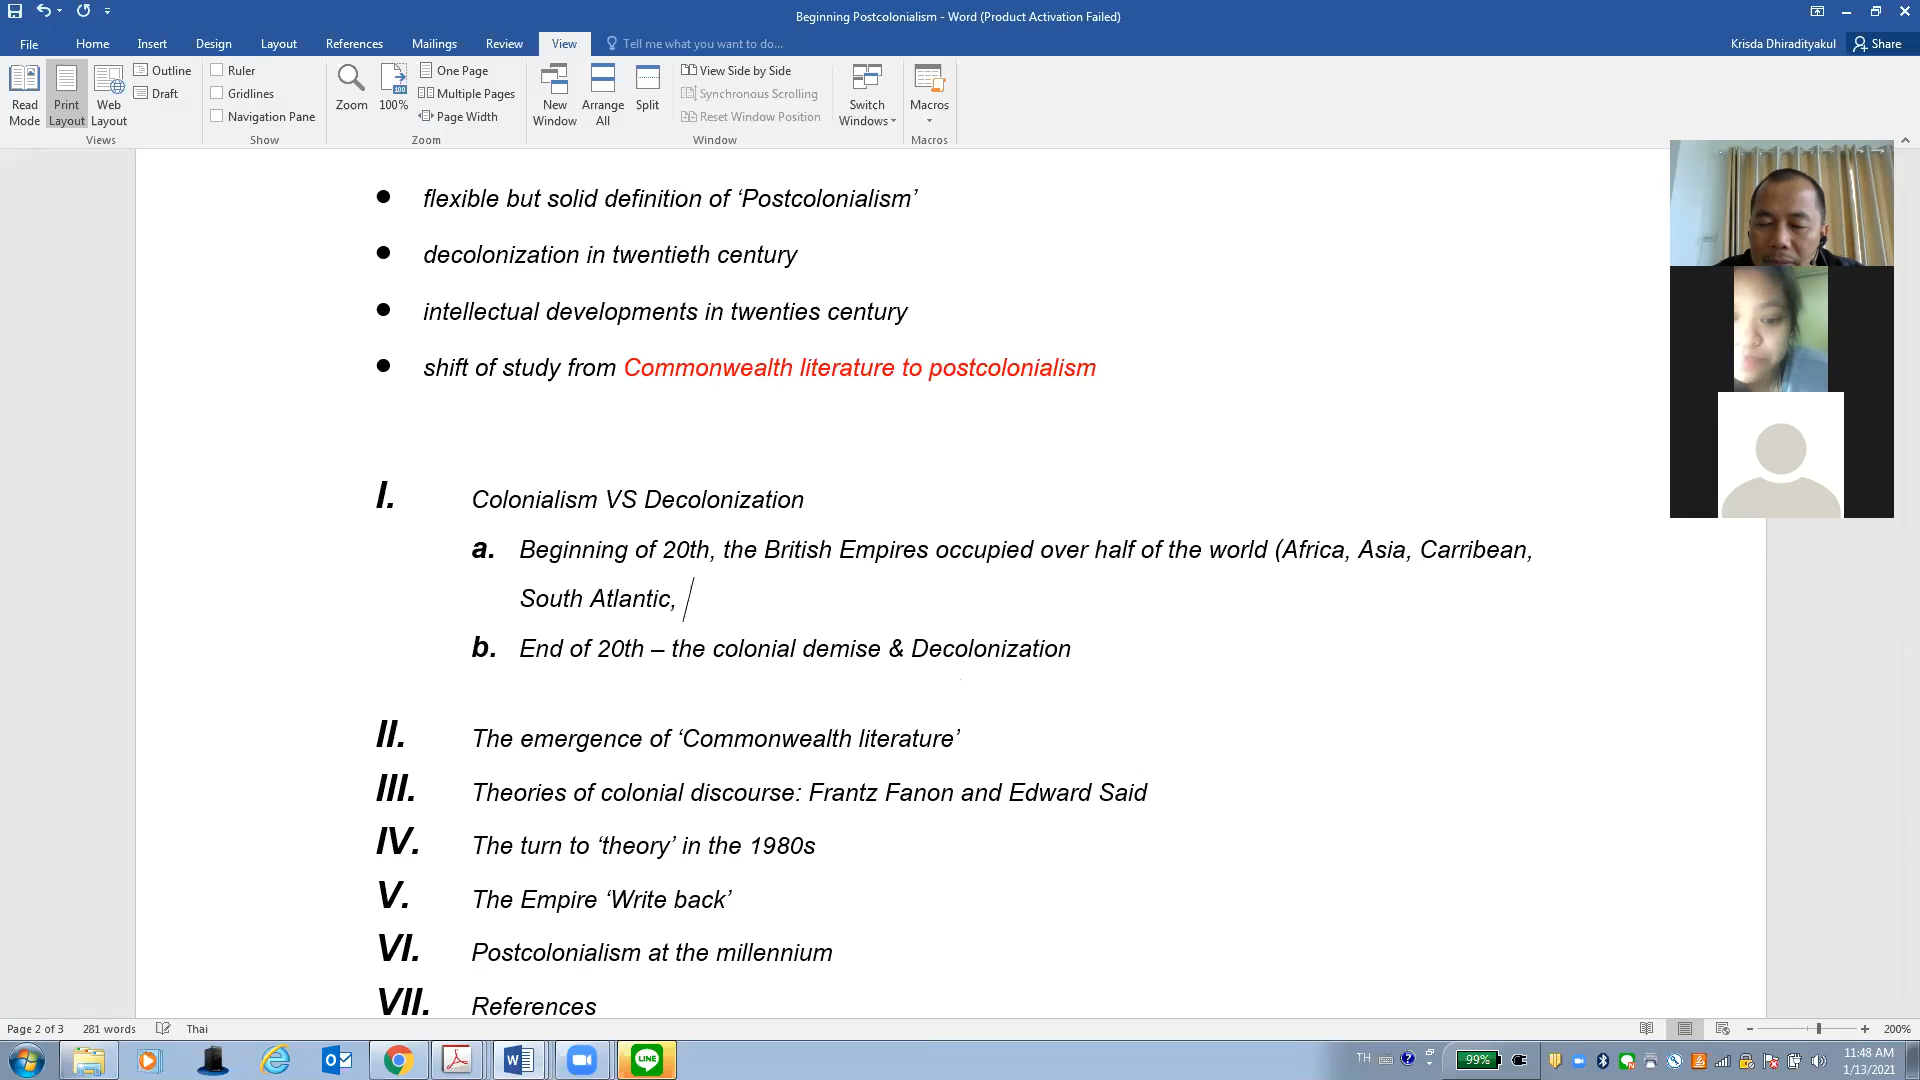 Beginning Postcolonialism - Word (Product Activation Failed)
File Home Insert Design Layout References Mailings Review View Tell me what you want to do... Krisda Dhiradityakul Share
Read Mode
Print Layout
Web Layout
Outline
Draft
Views
Ruler
Gridlines
Navigation Pane
Show
Zoom
100%
One Page
Multiple Pages
Page Width
Zoom
New Window
Arrange All
Split
View Side by Side
Synchronous Scrolling
Reset Window Position
Window
Switch Windows
Macros
Macros
• flexible but solid definition of ‘Postcolonialism’
• decolonization in twentieth century
• intellectual developments in twenties century
• shift of study from Commonwealth literature to postcolonialism
I. Colonialism VS Decolonization
a. Beginning of 20th, the British Empires occupied over half of the world (Africa, Asia, Carribean,
South Atlantic,
b. End of 20th – the colonial demise & Decolonization
II. The emergence of ‘Commonwealth literature’
III. Theories of colonial discourse: Frantz Fanon and Edward Said
IV. The turn to ‘theory’ in the 1980s
V. The Empire ‘Write back’
VI. Postcolonialism at the millennium
VII. References
Page 2 of 3 281 words Thai 200%
LINE TH 99% 11:48 AM
1/13/2021